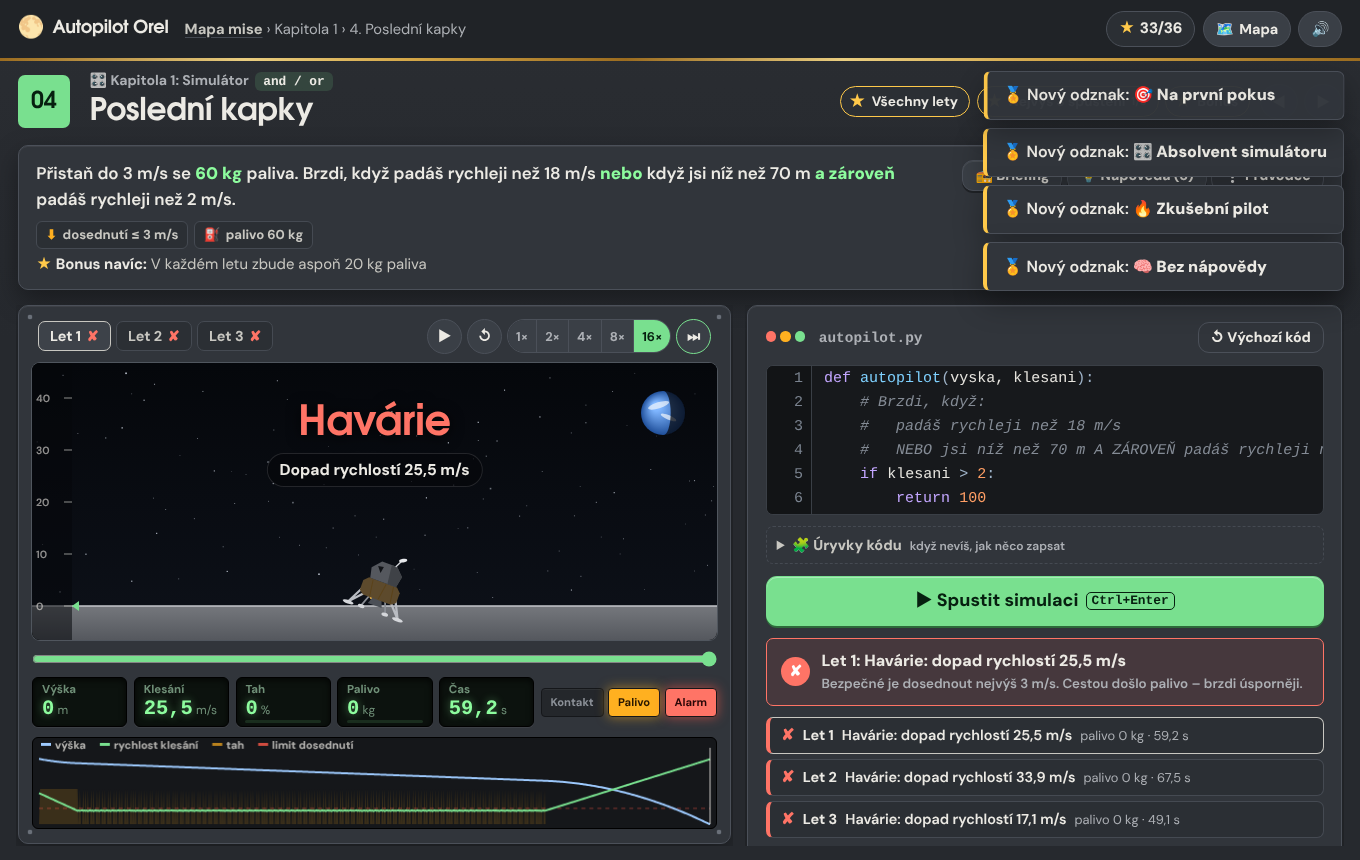 Autopilot Orel
Mapa mise › Kapitola 1 › 4. Poslední kapky
★ 33/36
Mapa
04
Kapitola 1: Simulátor and / or
Poslední kapky
★ Všechny lety
Nový odznak: Na první pokus
Nový odznak: Absolvent simulátoru
Nový odznak: Zkušební pilot
Nový odznak: Bez nápovědy
Přistaň do 3 m/s se 60 kg paliva. Brzdi, když padáš rychleji než 18 m/s nebo když jsi níž než 70 m a zároveň
padáš rychleji než 2 m/s.
dosednutí ≤ 3 m/s
palivo 60 kg
★ Bonus navíc: V každém letu zbude aspoň 20 kg paliva
Let 1 ✘
Let 2 ✘
Let 3 ✘
1×
2×
4×
8×
16×
40
30
20
10
0
Havárie
Dopad rychlostí 25,5 m/s
Výška
0 m
Klesání
25,5 m/s
Tah
0 %
Palivo
0 kg
Čas
59,2 s
Kontakt
Palivo
Alarm
výška
rychlost klesání
tah
limit dosednutí
autopilot.py
Výchozí kód
1 def autopilot(vyska, klesani):
2 # Brzdi, když:
3 # padáš rychleji než 18 m/s
4 # NEBO jsi níž než 70 m A ZÁROVEŇ padáš rychleji
5 if klesani > 2:
6 return 100
Úryvky kódu když nevíš, jak něco zapsat
Spustit simulaci Ctrl+Enter
Let 1: Havárie: dopad rychlostí 25,5 m/s
Bezpečné je dosednout nejvýš 3 m/s. Cestou došlo palivo – brzdi úsporněji.
✘ Let 1 Havárie: dopad rychlostí 25,5 m/s palivo 0 kg · 59,2 s
✘ Let 2 Havárie: dopad rychlostí 33,9 m/s palivo 0 kg · 67,5 s
✘ Let 3 Havárie: dopad rychlostí 17,1 m/s palivo 0 kg · 49,1 s